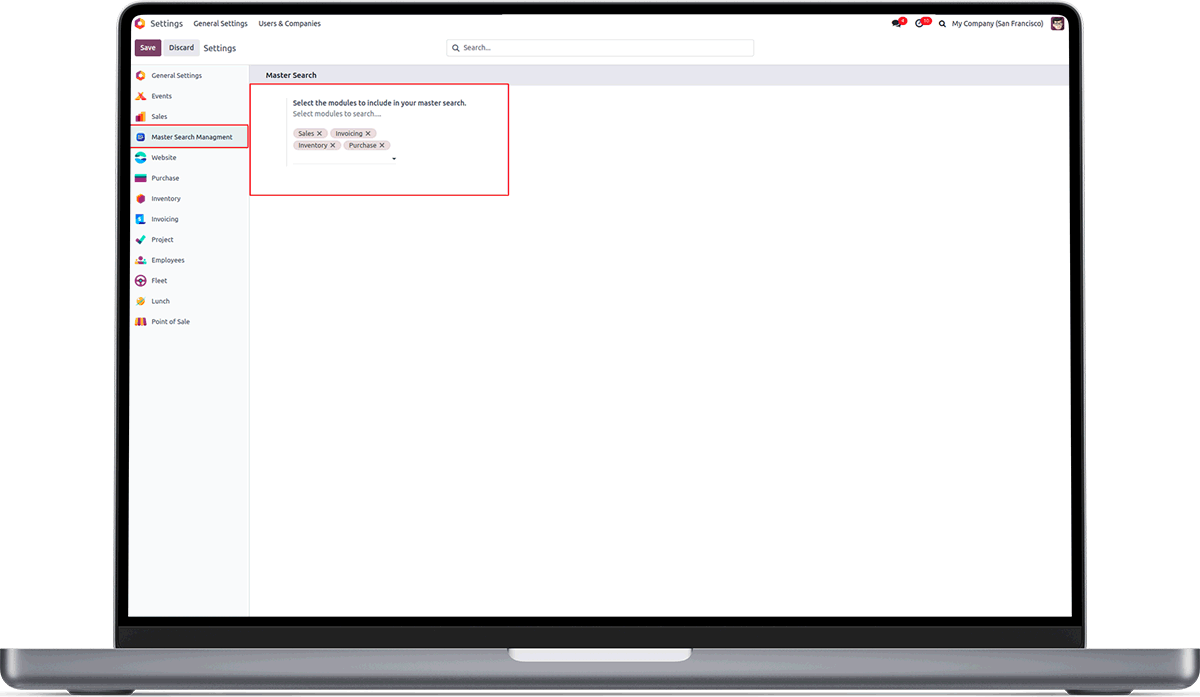 Settings General Settings Users & Companies 4 10 My Company (San Francisco)
Save Discard Settings Search...
General Settings
Events
Sales
Master Search Managment
Website
Purchase
Inventory
Invoicing
Project
Employees
Fleet
Lunch
Point of Sale
Master Search
Select the modules to include in your master search.
Select modules to search....
Sales ✕ Invoicing ✕
Inventory ✕ Purchase ✕